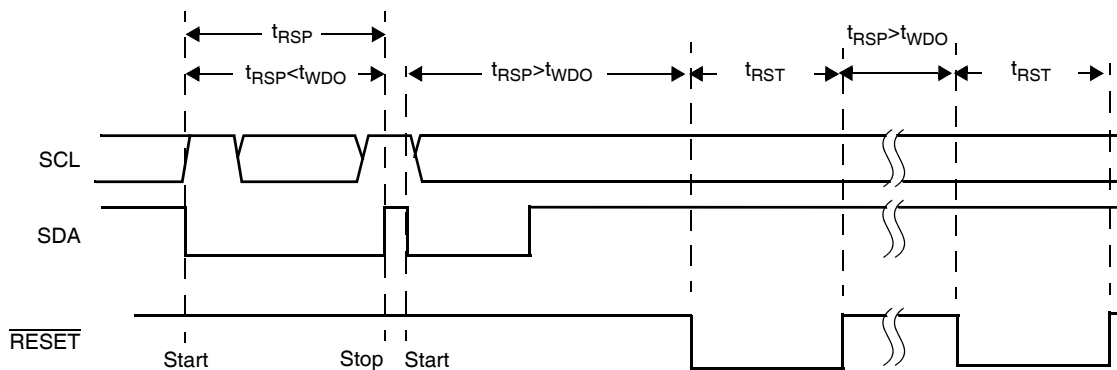 tRSP
tRSP>tWDO
tRSP<tWDO
tRSP>tWDO
tRST
tRST
SCL
SDA
RESET
Start
Stop
Start